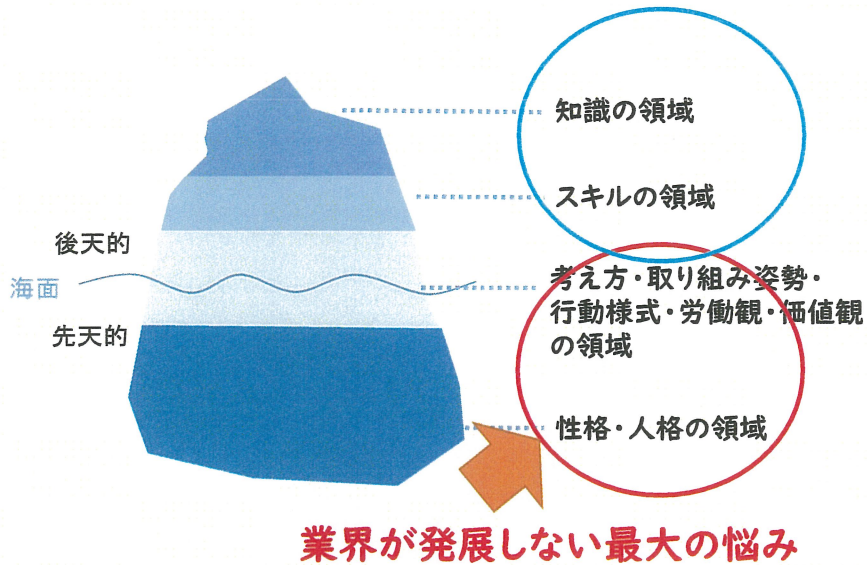 知識の領域
スキルの領域
後天的
海面
考え方・取り組み姿勢・
行動様式・労働観・価値観
の領域
先天的
性格・人格の領域
業界が発展しない最大の悩み